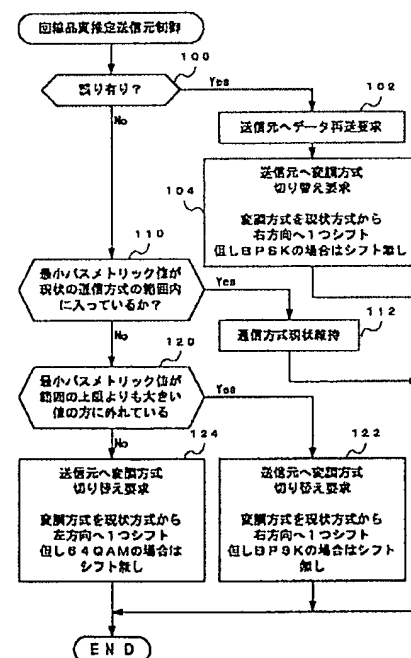 回線品質推定送信元制御
100
誤り有り？
Yes
No
102
送信元へデータ再送要求
104
送信元へ変調方式
切り替え要求
変調方式を現状方式から
右方向へ1つシフト
但しBPSKの場合はシフト無し
110
最小パスメトリック値が
現状の通信方式の範囲内
に入っているか？
Yes
No
112
通信方式現状維持
120
最小パスメトリック値が
範囲の上限よりも大きい
値の方に外れている
Yes
No
124
送信元へ変調方式
切り替え要求
変調方式を現状方式から
左方向へ1つシフト
但し64QAMの場合は
シフト無し
122
送信元へ変調方式
切り替え要求
変調方式を現状方式から
右方向へ1つシフト
但しBPSKの場合はシフト
無し
END